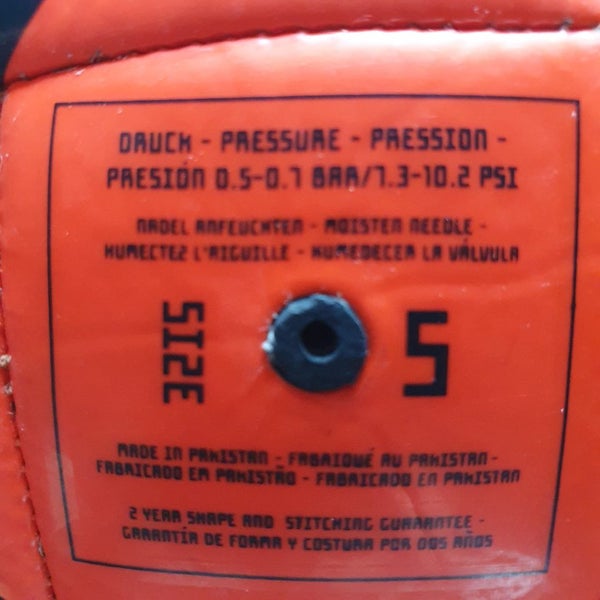 DRUCK - PRESSURE - PRESSION -
PRESIÓN 0.5-0.7 BAR/7.3-10.2 PSI
NADEL ANFEUCHTEN - MOISTEN NEEDLE -
HUMECTEZ L'AIGUILLE - HUMEDECER LA VÁLVULA
SIZE 5
MADE IN PAKISTAN - FABRIQUÉ AU PAKISTAN -
FABRICADO EM PAKISTÃO - FABRICADO EN PAKISTAN
2 YEAR SHAPE AND STITCHING GUARANTEE -
GARANTÍA DE FORMA Y COSTURA POR DOS AÑOS